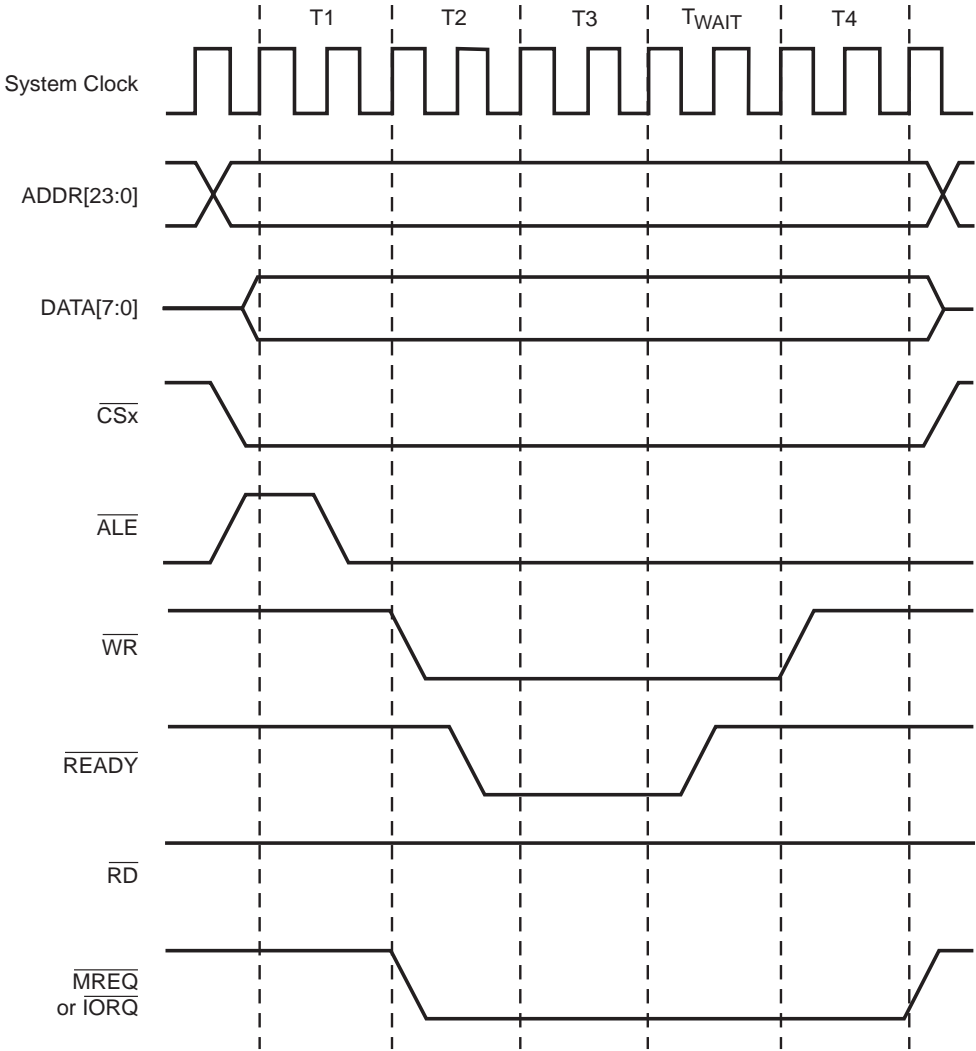 T1 T2 T3 TWAIT T4
System Clock
ADDR[23:0]
DATA[7:0]
CSx
ALE
WR
READY
RD
MREQ
or IORQ